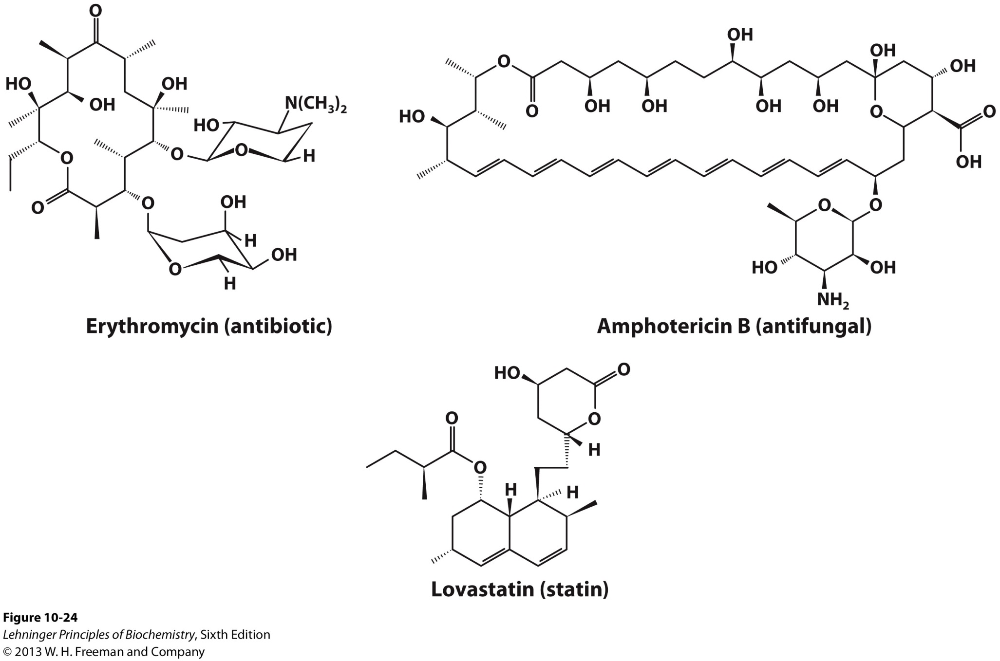 O
HO
OH
OH
N(CH₃)₂
HO
O
O
H
O
O
O
OH
H
OH
O
H
Erythromycin (antibiotic)
OH
OH
O
OH
HO
O
OH
OH
OH
OH
O
O
OH
O
O
HO
OH
NH₂
Amphotericin B (antifungal)
HO
O
O
O
H
O
H
H
Lovastatin (statin)
Figure 10-24
Lehninger Principles of Biochemistry, Sixth Edition
© 2013 W. H. Freeman and Company